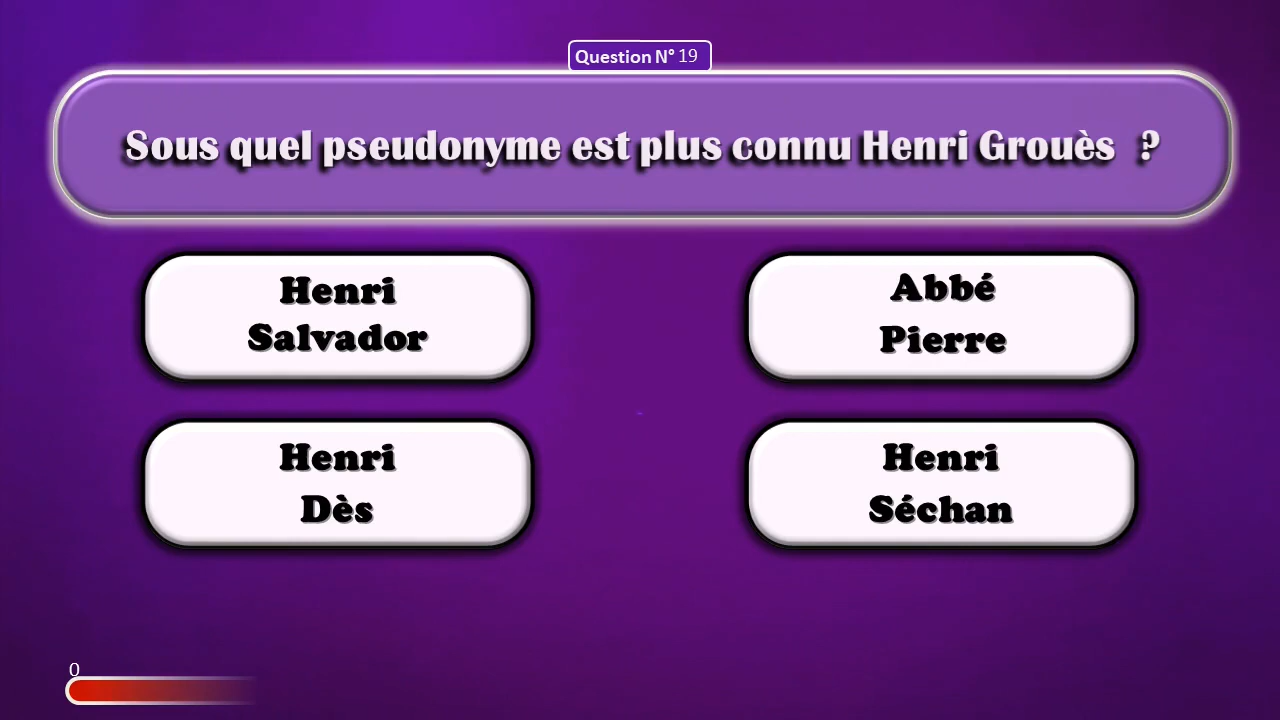 Question N° 19
Sous quel pseudonyme est plus connu Henri Grouès ?
Henri
Salvador
Abbé
Pierre
Henri
Dès
Henri
Séchan
0